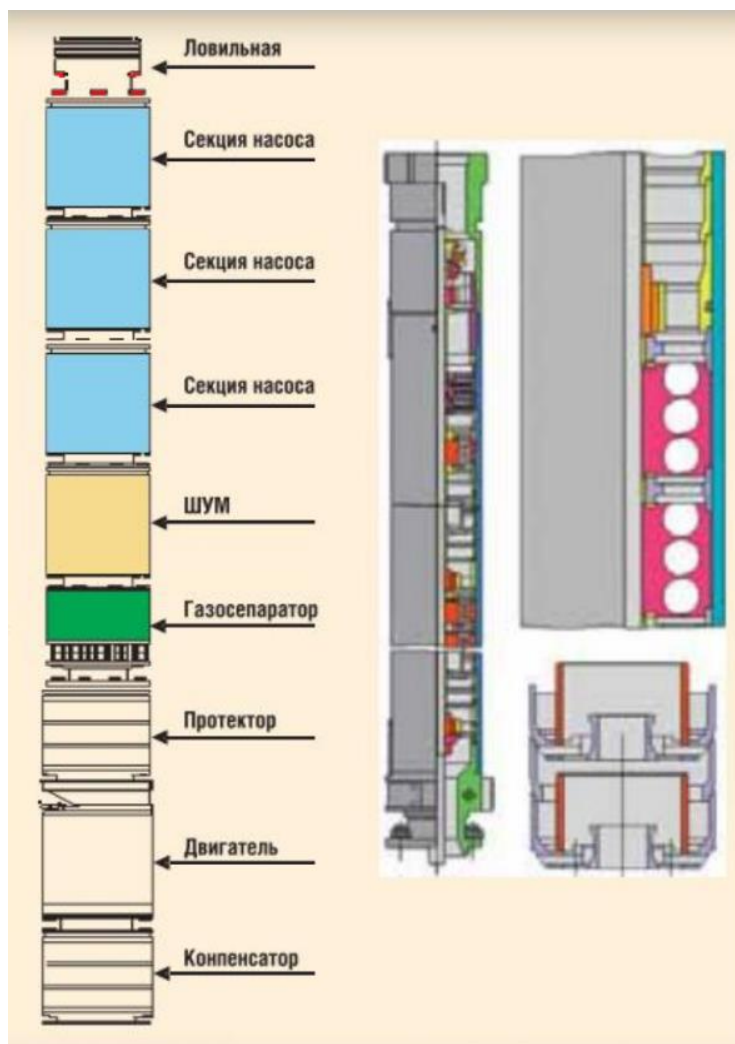 Ловильная
Секция насоса
Секция насоса
Секция насоса
ШУМ
Газосепаратор
Протектор
Двигатель
Конпенсатор